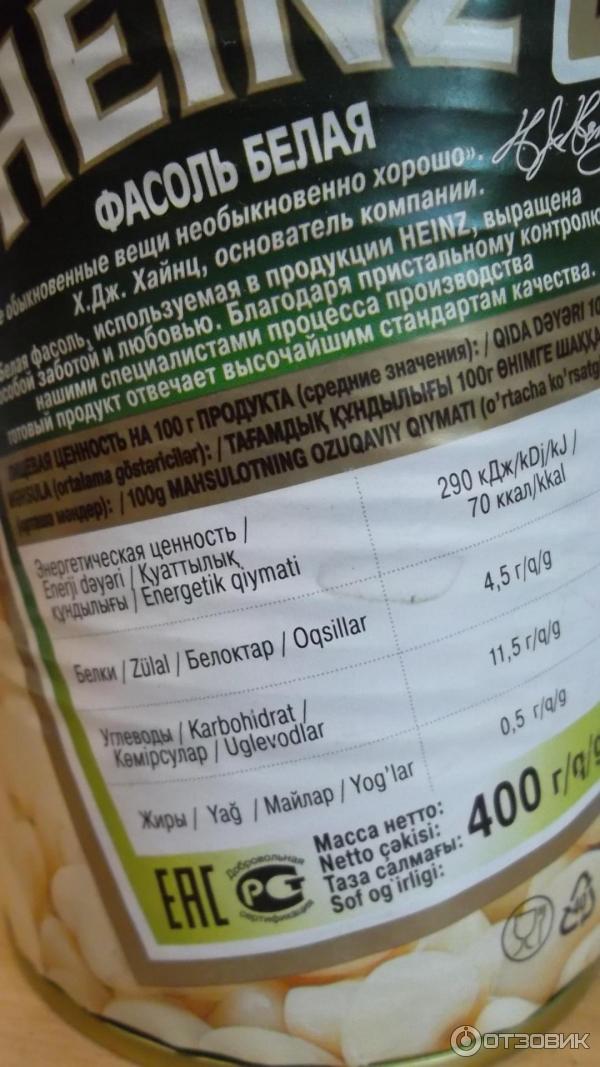 HEINZ
ФАСОЛЬ БЕЛАЯ
обыкновенные вещи необыкновенно хорошо».
Х.Дж. Хайнц, основатель компании.
Белая фасоль, используемая в продукции HEINZ, выращена
особой заботой и любовью. Благодаря пристальному контролю
нашими специалистами процесса производства
готовый продукт отвечает высочайшим стандартам качества.
ПИЩЕВАЯ ЦЕННОСТЬ НА 100 г ПРОДУКТА (средние значения): / QIDA DƏYƏRİ
MƏHSULA (ortalama göstəricilər): / ТАҒАМДЫҚ ҚҰНДЫЛЫҒЫ 100г ӨНІМГЕ ШАҚҚА
(орташа мәндер): / 100g MAHSULOTNING OZUQAVIY QIYMATI (o'rtacha ko'rsatg
Энергетическая ценность / 290 кДж/kDj/kJ /
Enerji dəyəri / Қуаттылық 70 ккал/kkal
құндылығы / Energetik qiymati
Белки / Zülal / Белоктар / Oqsillar 4,5 г/q/g
Углеводы / Karbohidrat / 11,5 г/q/g
Көмірсулар / Uglevodlar
Жиры / Yağ / Майлар / Yog'lar 0,5 г/q/g
Масса нетто:
Netto çəkisi:
Таза салмағы:
Sof og irligi:
400 г/q/g
EAC
Добровольная
РСТ
сертификация
40
ОТЗОВИК